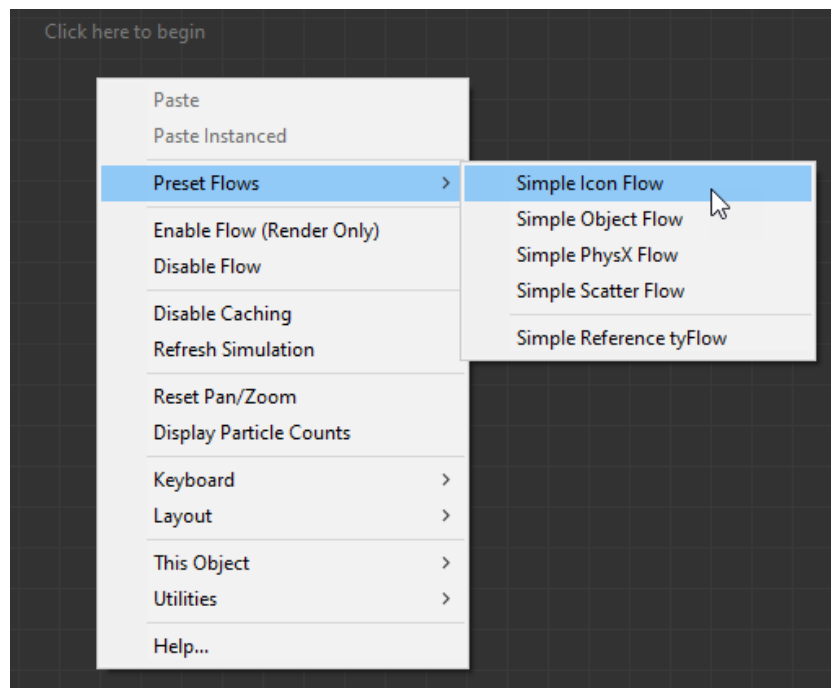 Click here to begin
Paste
Paste Instanced
Preset Flows
Simple Icon Flow
Simple Object Flow
Simple PhysX Flow
Simple Scatter Flow
Simple Reference tyFlow
Enable Flow (Render Only)
Disable Flow
Disable Caching
Refresh Simulation
Reset Pan/Zoom
Display Particle Counts
Keyboard
Layout
This Object
Utilities
Help...